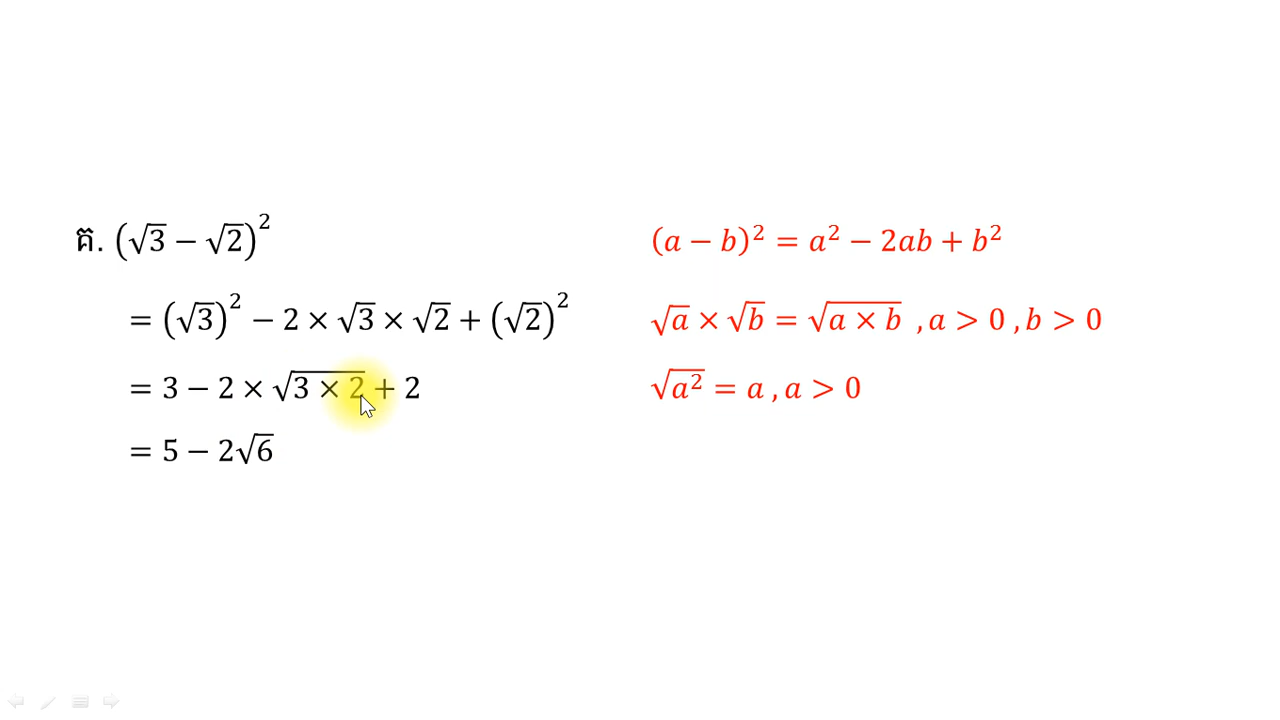 គ. (√3 − √2)²
= (√3)² − 2 × √3 × √2 + (√2)²
= 3 − 2 × √(3 × 2) + 2
= 5 − 2√6
(a − b)² = a² − 2ab + b²
√a × √b = √(a × b) , a > 0 , b > 0
√(a²) = a , a > 0